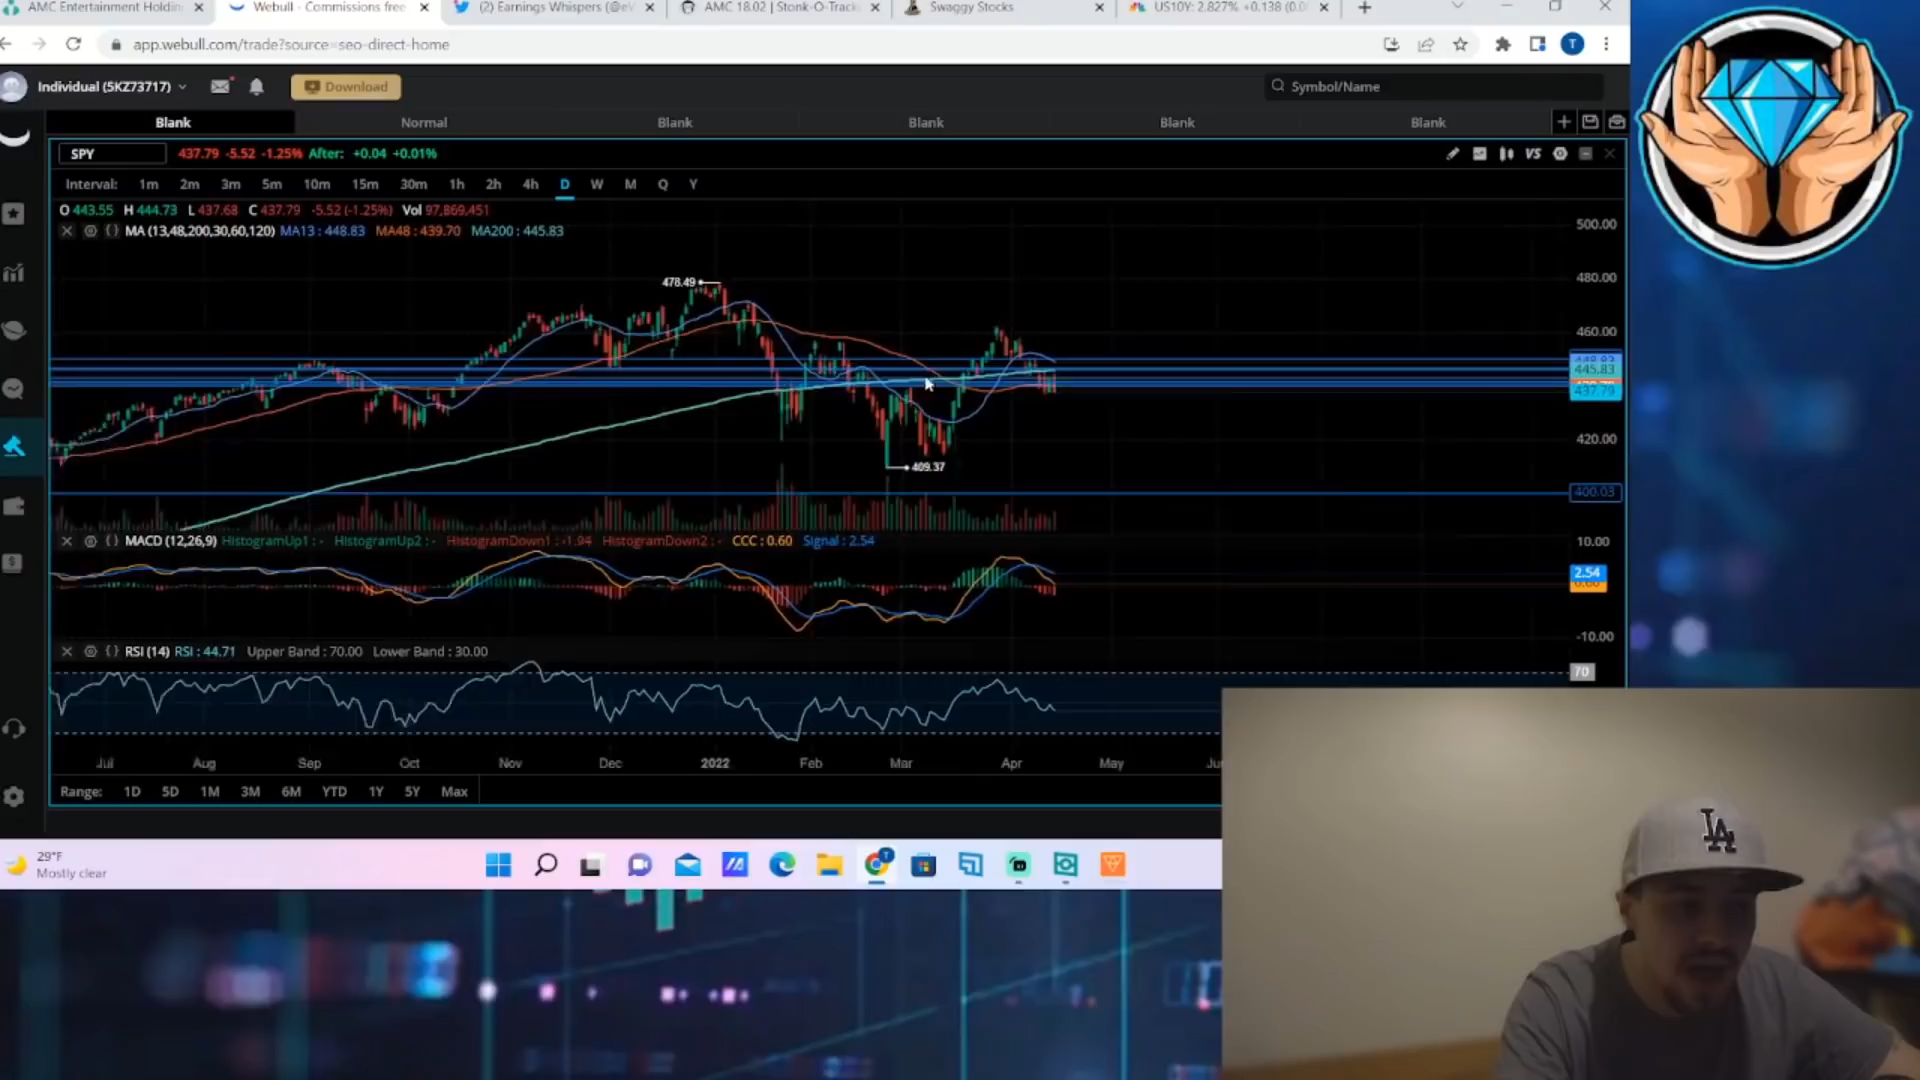 AMC Entertainment Holdin
Webull - Commissions free
(2) Earnings Whispers (@eV
AMC 18.02 | Stonk-O-Track
Swaggy Stocks
US10Y: 2.827% +0.138 (0.0
app.webull.com/trade?source=seo-direct-home
T
Individual (5KZ73717)
Download
Symbol/Name
Blank
Normal
Blank
Blank
Blank
Blank
SPY
437.79 -5.52 -1.25% After: +0.04 +0.01%
VS
Interval: 1m 2m 3m 5m 10m 15m 30m 1h 2h 4h D W M Q Y
O 443.55 H 444.73 L 437.68 C 437.79 -5.52 (-1.25%) Vol 97,869,451
MA (13,48,200,30,60,120) MA13 : 448.83 MA48 : 439.70 MA200 : 445.83
500.00
480.00
478.49
460.00
448.83
445.83
437.79
420.00
409.37
400.03
MACD (12,26,9) HistogramUp1 : - HistogramUp2 : - HistogramDown1 : -1.94 HistogramDown2 : - CCC : 0.60 Signal : 2.54
10.00
2.54
-10.00
RSI (14) RSI : 44.71 Upper Band : 70.00 Lower Band : 30.00
70
Jul Aug Sep Oct Nov Dec 2022 Feb Mar Apr May
Range: 1D 5D 1M 3M 6M YTD 1Y 5Y Max
29°F
Mostly clear
T
LA